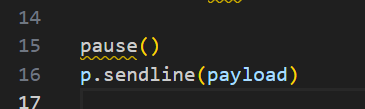 14
15 pause()
16 p.sendline(payload)
17